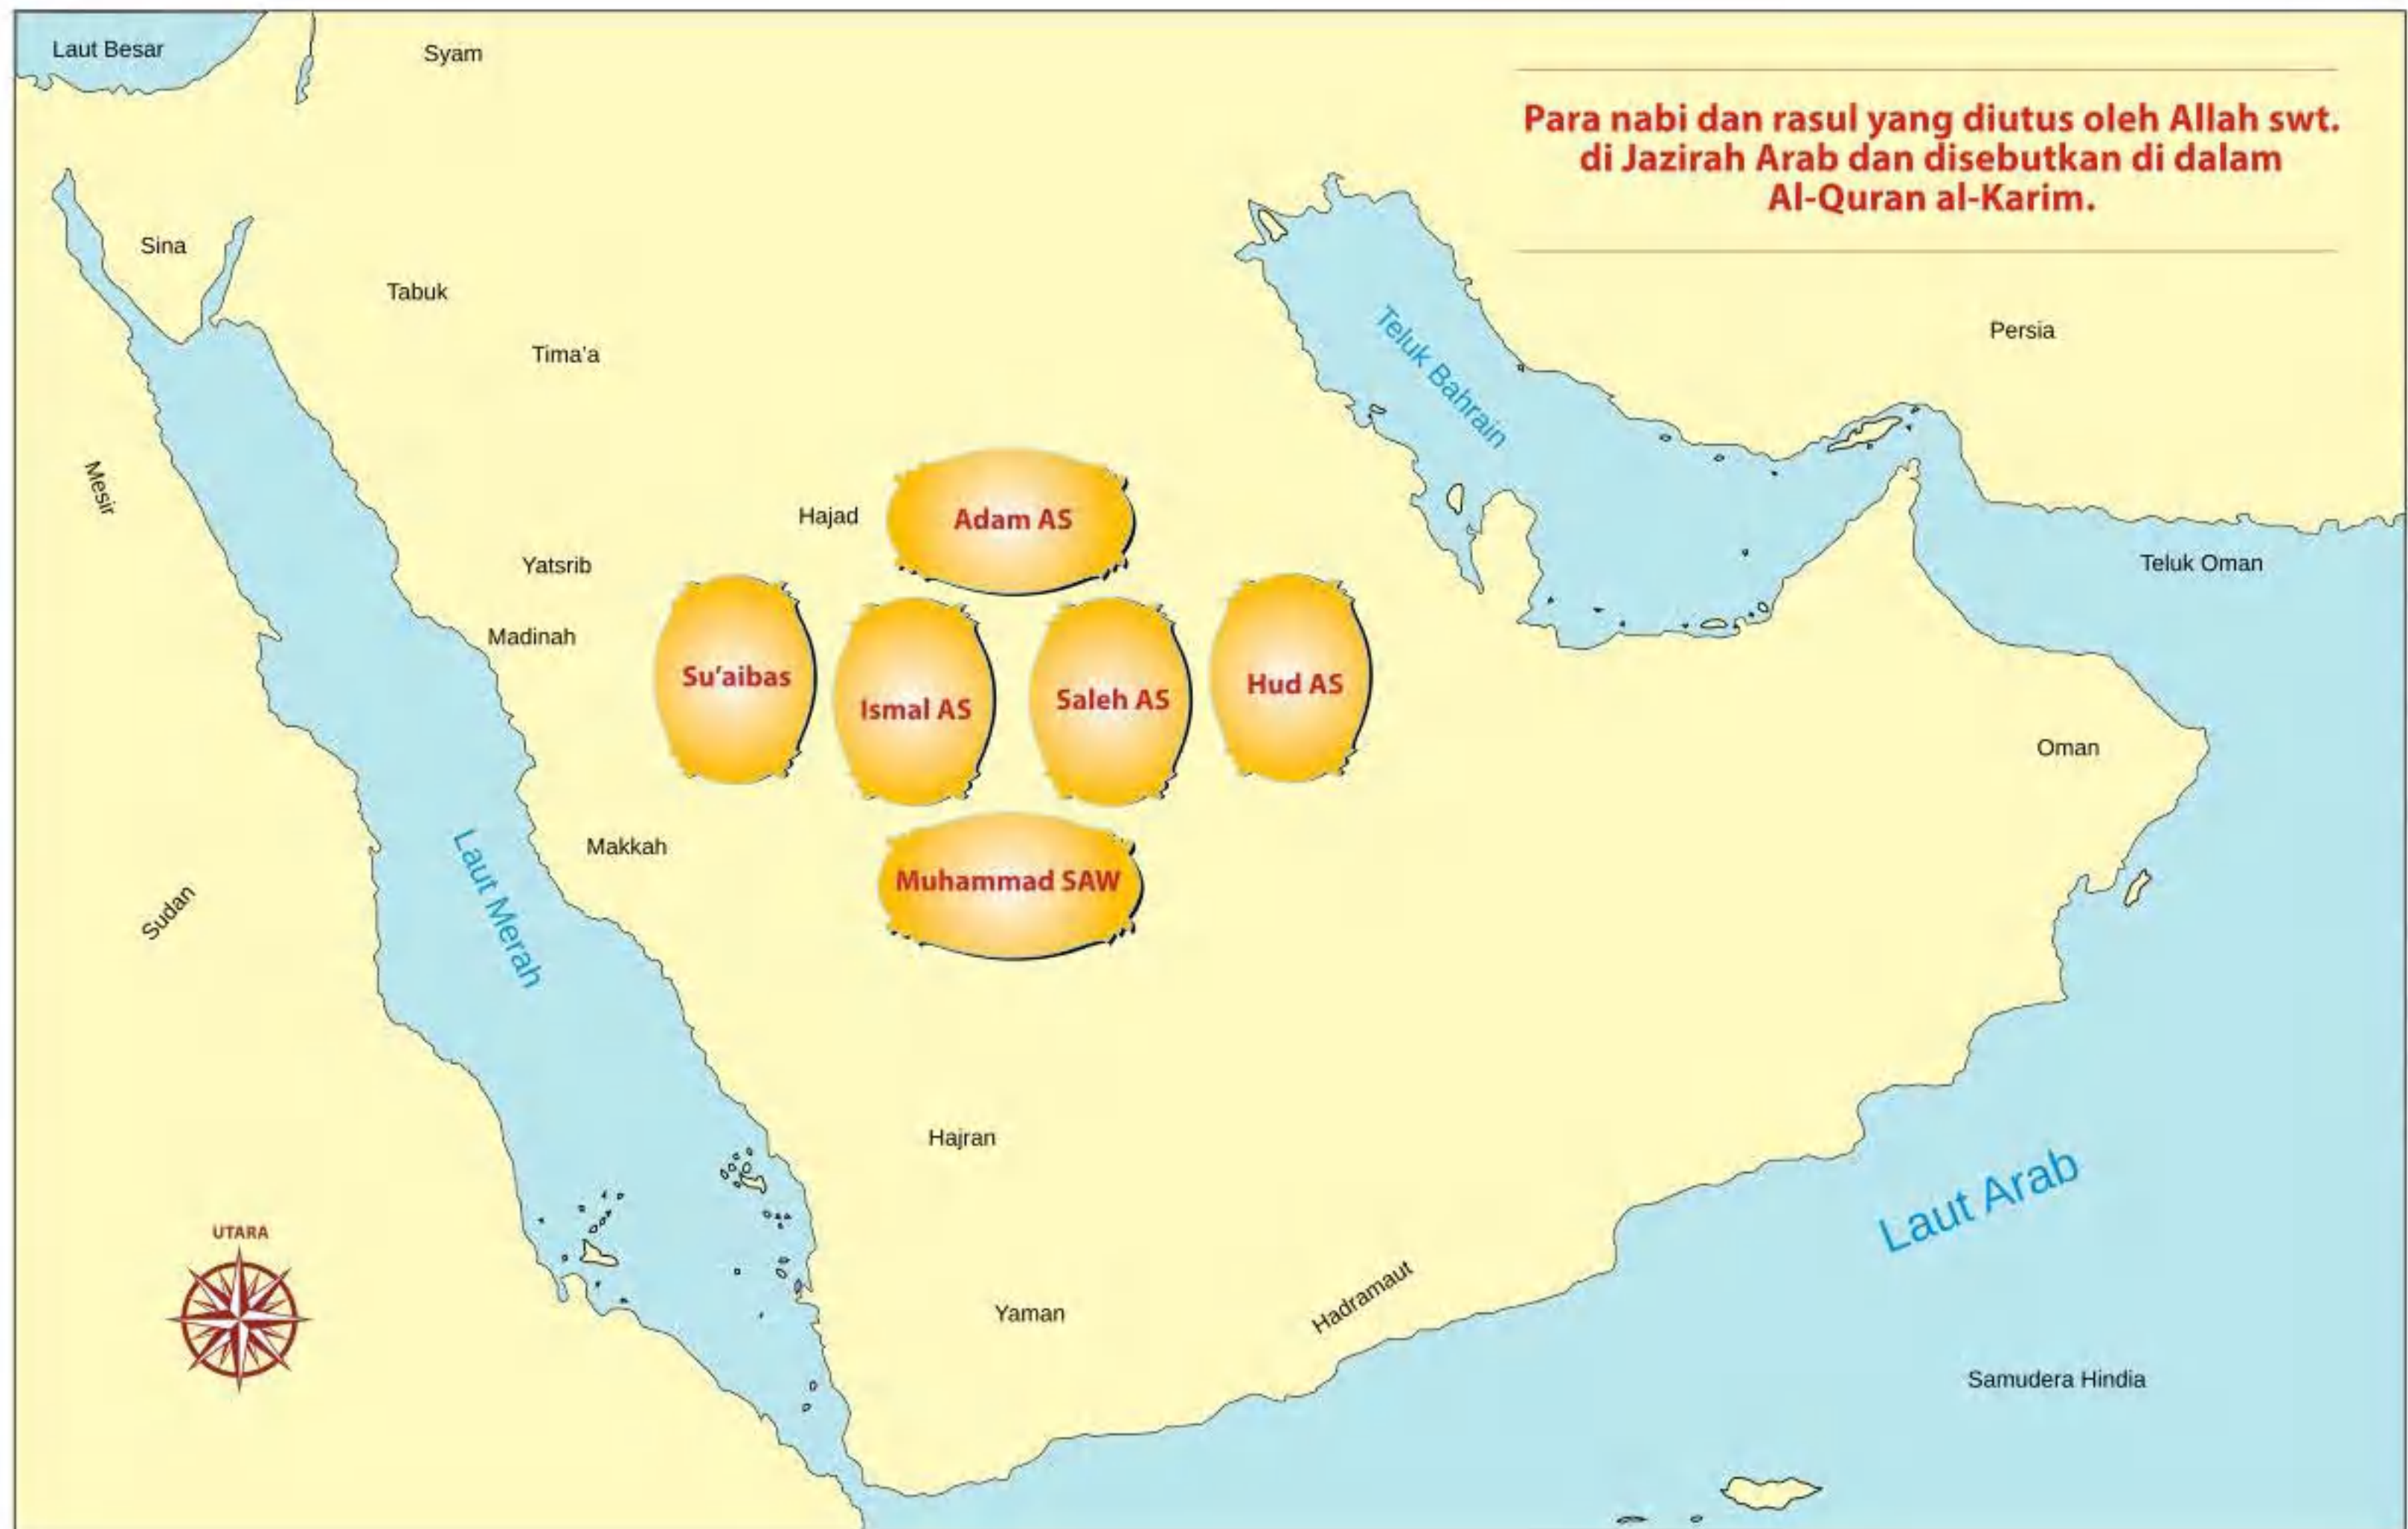 Laut Besar
Syam
Para nabi dan rasul yang diutus oleh Allah swt.
di Jazirah Arab dan disebutkan di dalam
Al-Quran al-Karim.
Sina
Tabuk
Tima'a
Teluk Bahrain
Persia
Mesir
Hajad
Adam AS
Yatsrib
Teluk Oman
Madinah
Su'aibas
Ismal AS
Saleh AS
Hud AS
Oman
Makkah
Muhammad SAW
Laut Merah
Sudan
Hajran
Laut Arab
UTARA
Yaman
Hadramaut
Samudera Hindia